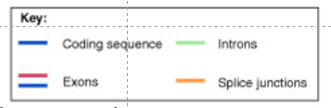 Key:
Coding sequence Introns
Exons Splice junctions